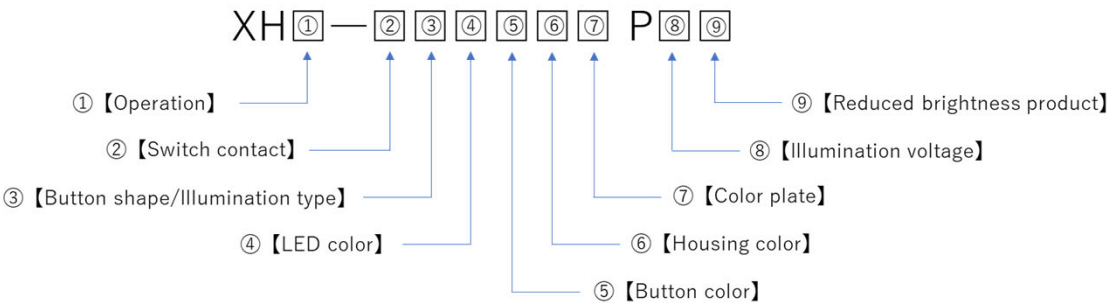 XH①—②③④⑤⑥⑦ P⑧⑨
①【Operation】
⑨【Reduced brightness product】
②【Switch contact】
⑧【Illumination voltage】
③【Button shape/Illumination type】
⑦【Color plate】
④【LED color】
⑥【Housing color】
⑤【Button color】